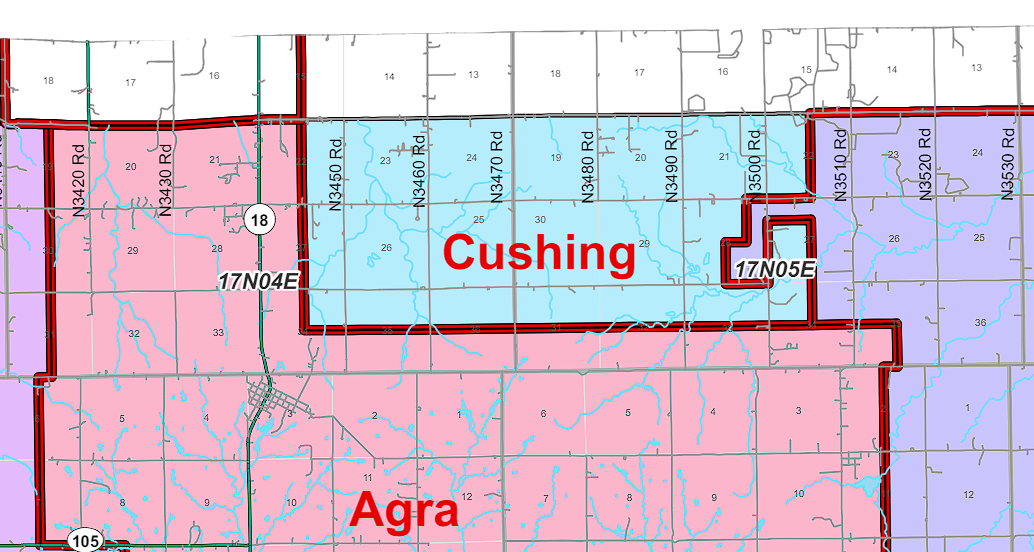 18 17 16 15 14 13 18 17 16 15 14 13
N3420 Rd
N3430 Rd
N3450 Rd
N3460 Rd
N3470 Rd
N3480 Rd
N3490 Rd
N3500 Rd
N3510 Rd
N3520 Rd
N3530 Rd
20 21 22 23 24 19 20 21 22 23 24
18
29 28 27 26 25 30 29 27 26 25
Cushing
17N04E
17N05E
32 33 36
5 4 3 2 1 6 5 4 3 1
8 9 10 11 12 7 8 9 10 12
Agra
105